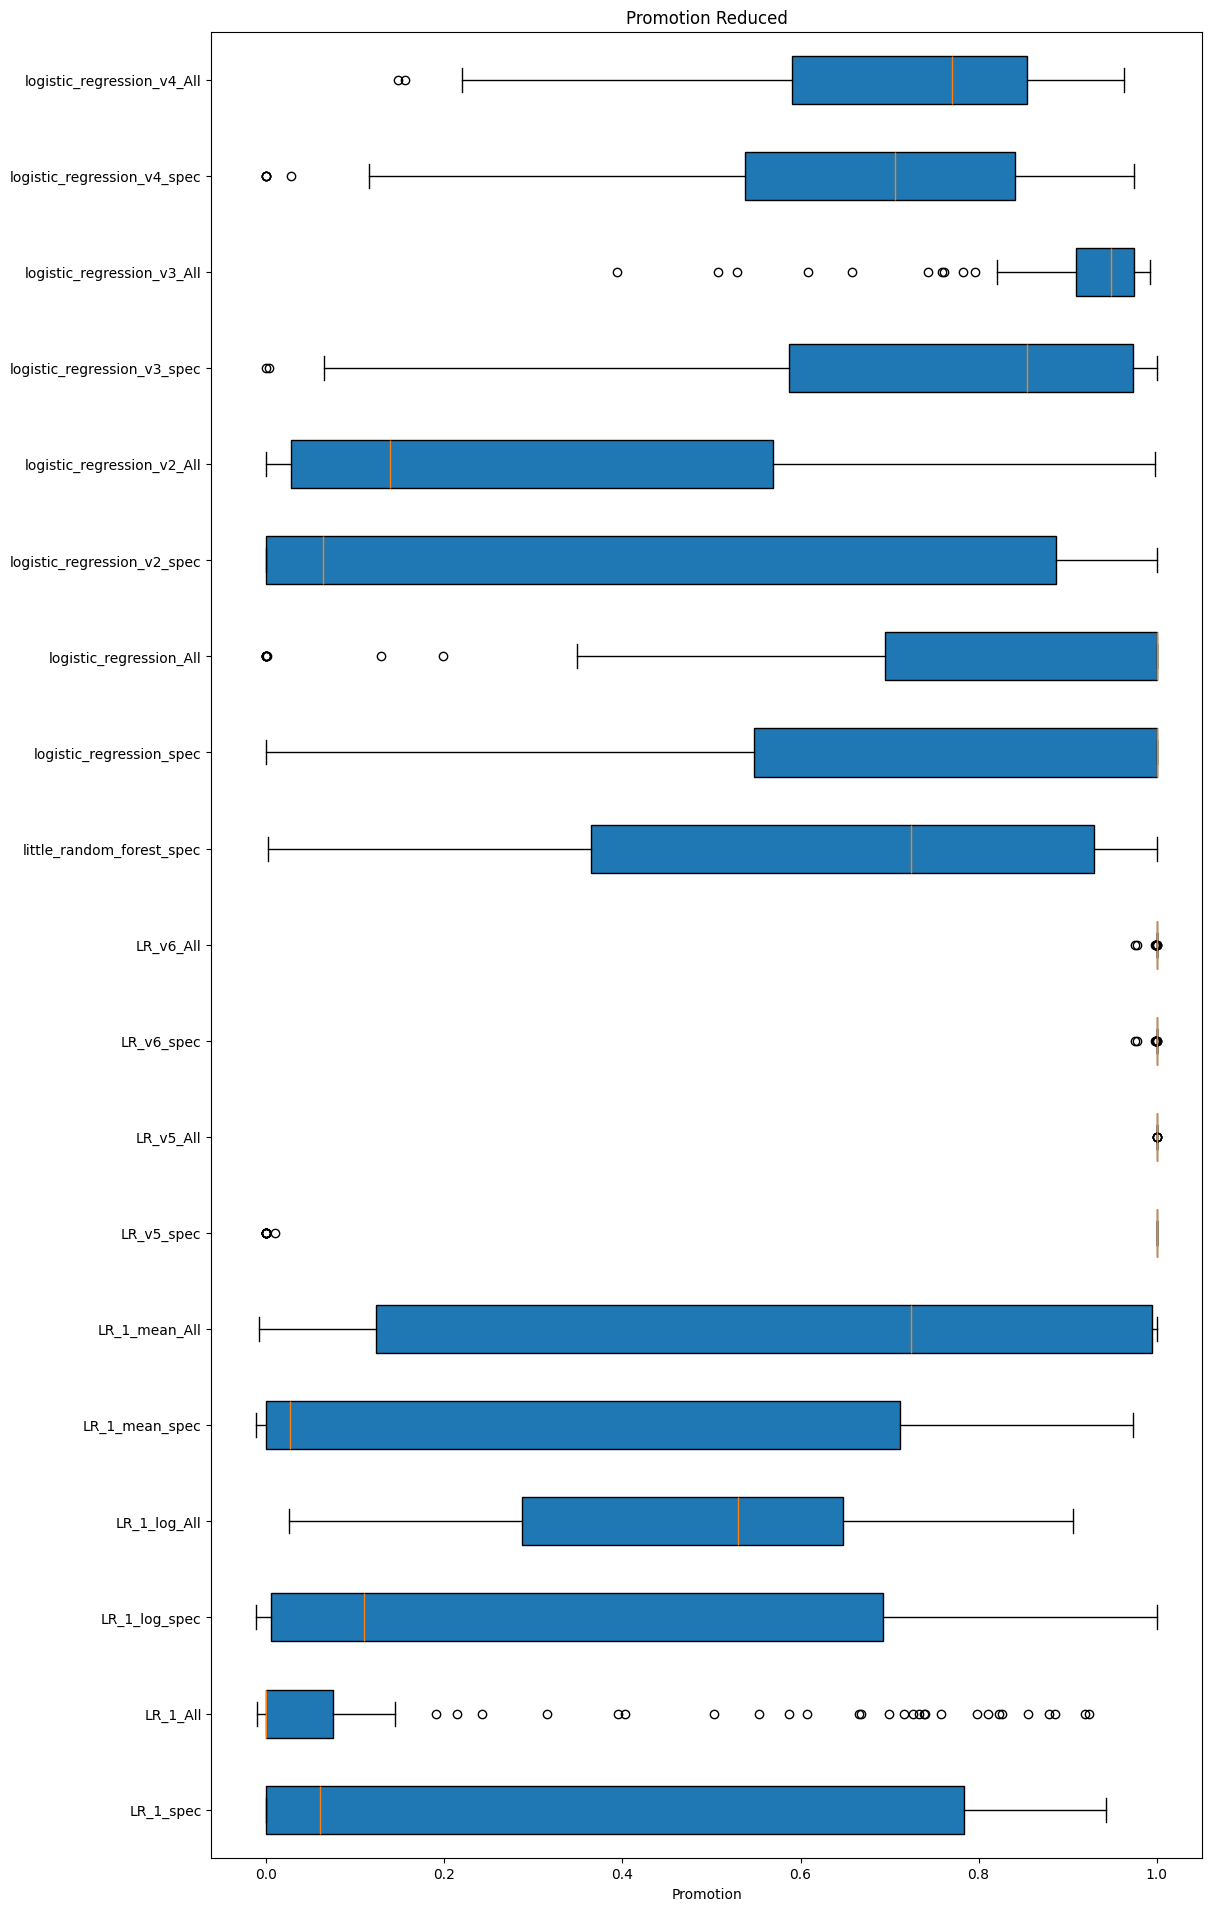 Promotion Reduced
logistic_regression_v4_All
logistic_regression_v4_spec
logistic_regression_v3_All
logistic_regression_v3_spec
logistic_regression_v2_All
logistic_regression_v2_spec
logistic_regression_All
logistic_regression_spec
little_random_forest_spec
LR_v6_All
LR_v6_spec
LR_v5_All
LR_v5_spec
LR_1_mean_All
LR_1_mean_spec
LR_1_log_All
LR_1_log_spec
LR_1_All
LR_1_spec
0.0 0.2 0.4 0.6 0.8 1.0
Promotion